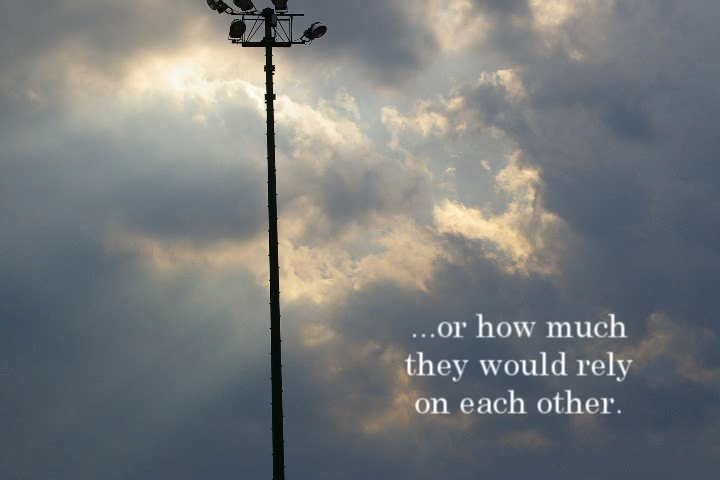 ...or how much
they would rely
on each other.